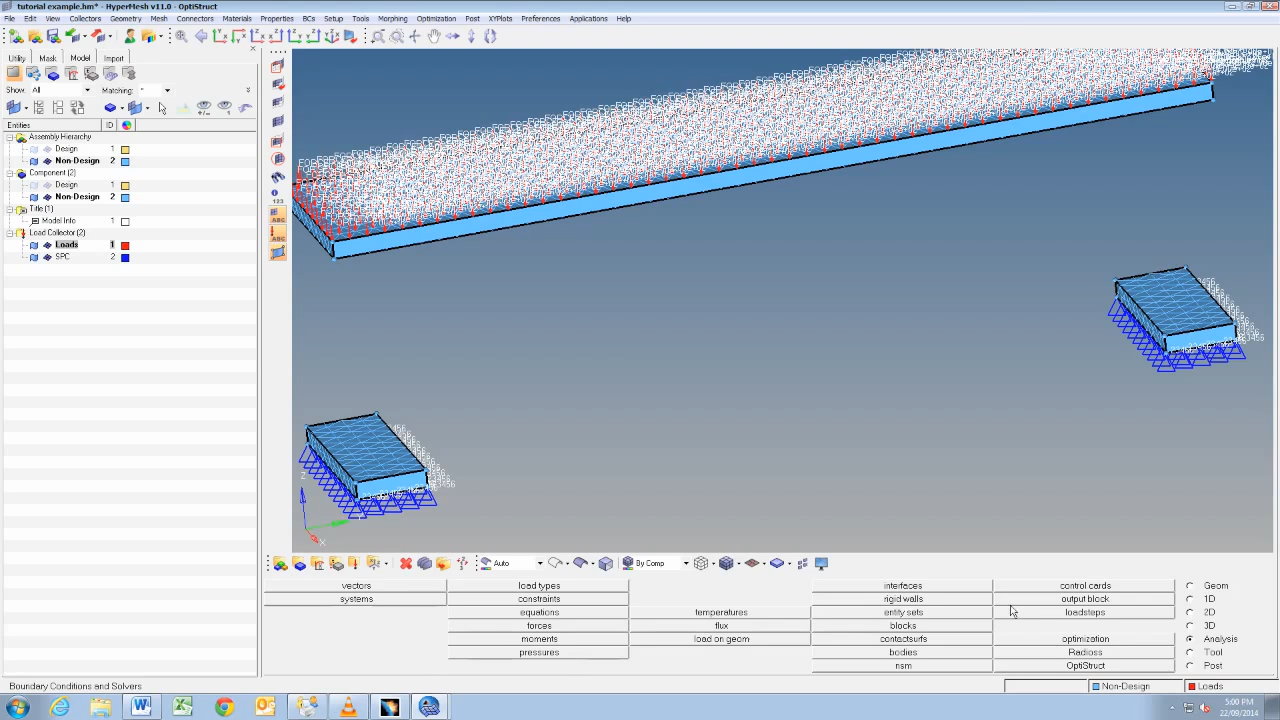 tutorial example.hm* - HyperMesh v11.0 - OptiStruct
File Edit View Collectors Geometry Mesh Connectors Materials Properties BCs Setup Tools Morphing Optimization Post XYPlots Preferences Applications Help
Utility Mask Model Import
Show: All Matching: *
Entities ID
Assembly Hierarchy
Design 1
Non-Design 2
Component (2)
Design 1
Non-Design 2
Title (1)
Model Info 1
Load Collector (2)
Loads 1
SPC 2
123
ABC
ABC
Z
X
Auto By Comp
vectors load types interfaces control cards Geom
systems constraints rigid walls output block 1D
equations temperatures entity sets loadsteps 2D
forces flux blocks 3D
moments load on geom contactsurfs optimization Analysis
pressures bodies Radioss Tool
nsm OptiStruct Post
Boundary Conditions and Solvers Non-Design Loads
5:00 PM
22/09/2014